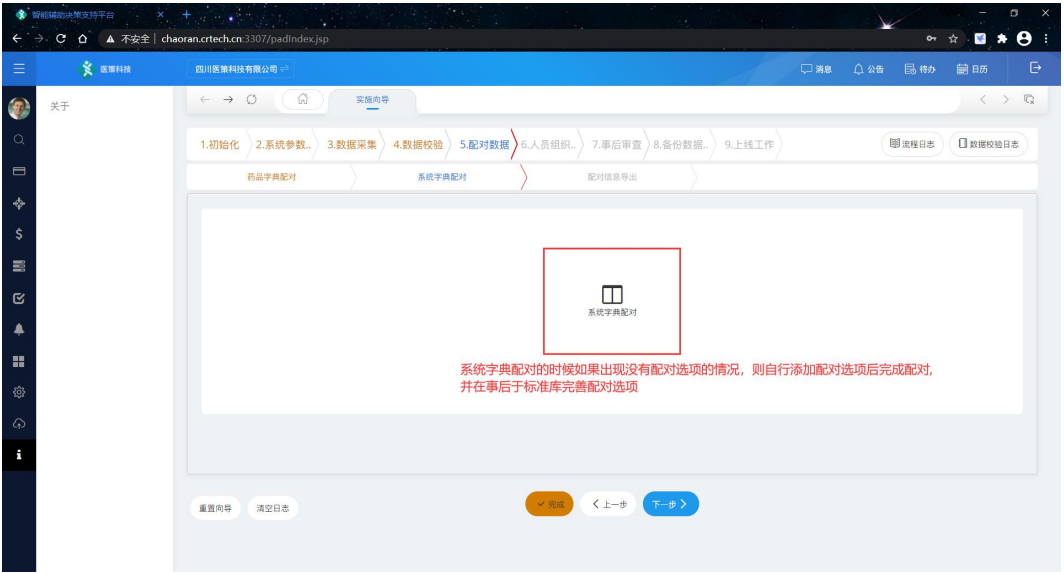 智能辅助决策支持平台
不安全 | chaoran.crtech.cn:3307/padIndex.jsp
医策科技
四川医策科技有限公司
消息
公告
待办
日历
关于
实施向导
1.初始化
2.系统参数..
3.数据采集
4.数据校验
5.配对数据
6.人员组织..
7.事后审查
8.备份数据..
9.上线工作
流程日志
数据校验日志
药品字典配对
系统字典配对
配对信息导出
系统字典配对
系统字典配对的时候如果出现没有配对选项的情况，则自行添加配对选项后完成配对,
并在事后于标准库完善配对选项
重置向导
清空日志
完成
上一步
下一步